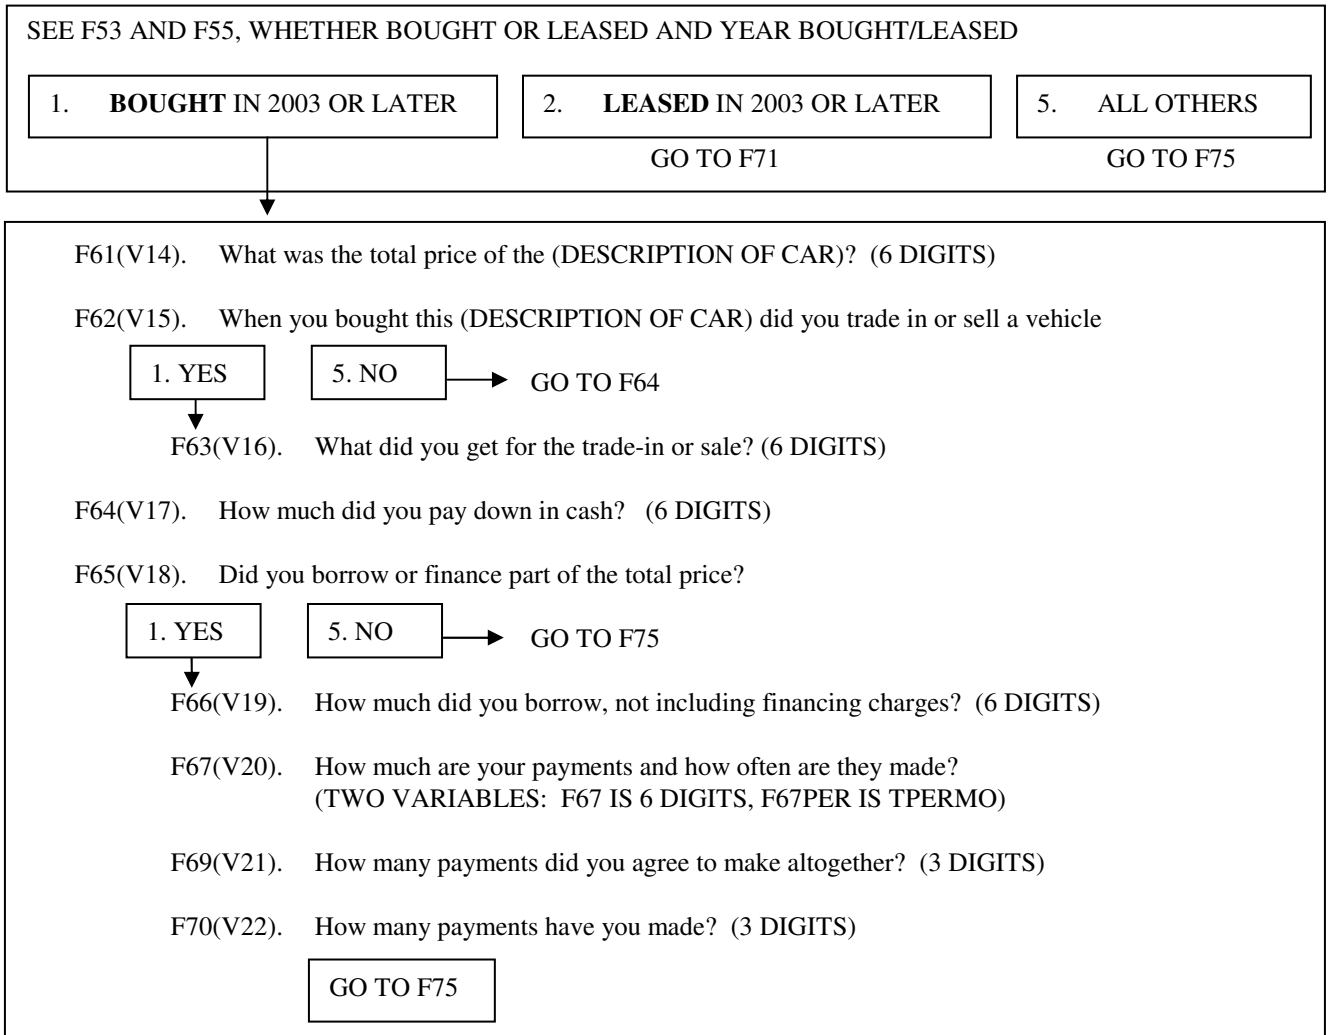 SEE F53 AND F55, WHETHER BOUGHT OR LEASED AND YEAR BOUGHT/LEASED
1. BOUGHT IN 2003 OR LATER
2. LEASED IN 2003 OR LATER
5. ALL OTHERS
GO TO F71
GO TO F75
F61(V14). What was the total price of the (DESCRIPTION OF CAR)? (6 DIGITS)
F62(V15). When you bought this (DESCRIPTION OF CAR) did you trade in or sell a vehicle
1. YES
5. NO
GO TO F64
F63(V16). What did you get for the trade-in or sale? (6 DIGITS)
F64(V17). How much did you pay down in cash? (6 DIGITS)
F65(V18). Did you borrow or finance part of the total price?
1. YES
5. NO
GO TO F75
F66(V19). How much did you borrow, not including financing charges? (6 DIGITS)
F67(V20). How much are your payments and how often are they made?
(TWO VARIABLES: F67 IS 6 DIGITS, F67PER IS TPERMO)
F69(V21). How many payments did you agree to make altogether? (3 DIGITS)
F70(V22). How many payments have you made? (3 DIGITS)
GO TO F75